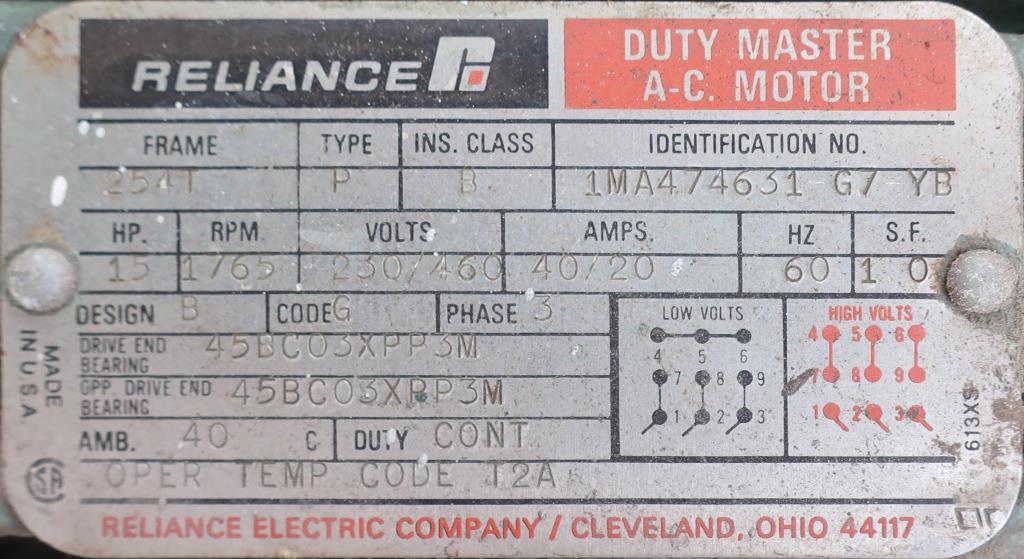 RELIANCE
DUTY MASTER
A-C. MOTOR
FRAME TYPE INS. CLASS IDENTIFICATION NO.
254T P B 1MA474631 G7 YB
HP. RPM VOLTS AMPS. HZ S.F.
15 1765 230/460 40/20 60 1 0
DESIGN B CODE G PHASE 3
DRIVE END BEARING 45BC03XPP3M
OPP. DRIVE END BEARING 45BC03XPP3M
AMB. 40 C DUTY CONT
OPER TEMP CODE T2A
LOW VOLTS
4 5 6
7 8 9
1 2 3
HIGH VOLTS
4 5 6
7 8 9
1 2 3
MADE
IN USA
SA
613XS
RELIANCE ELECTRIC COMPANY / CLEVELAND, OHIO 44117